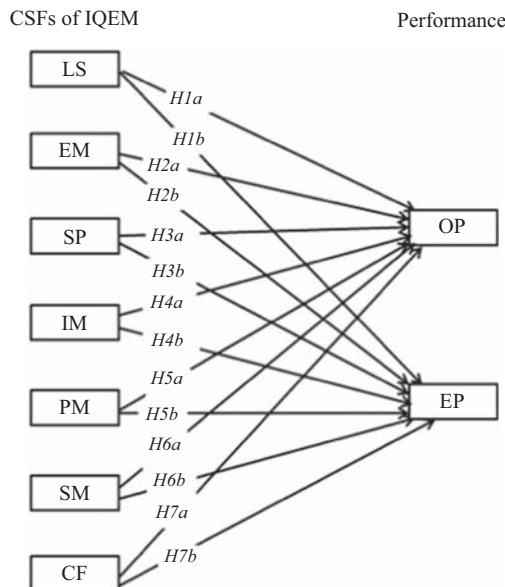 CSFs of IQEM Performance
LS
H1a
H1b
EM
H2a
H2b
OP
SP
H3a
H3b
H4a
IM
H4b
H5a
EP
PM
H5b
H6a
H6b
SM
H7a
H7b
CF